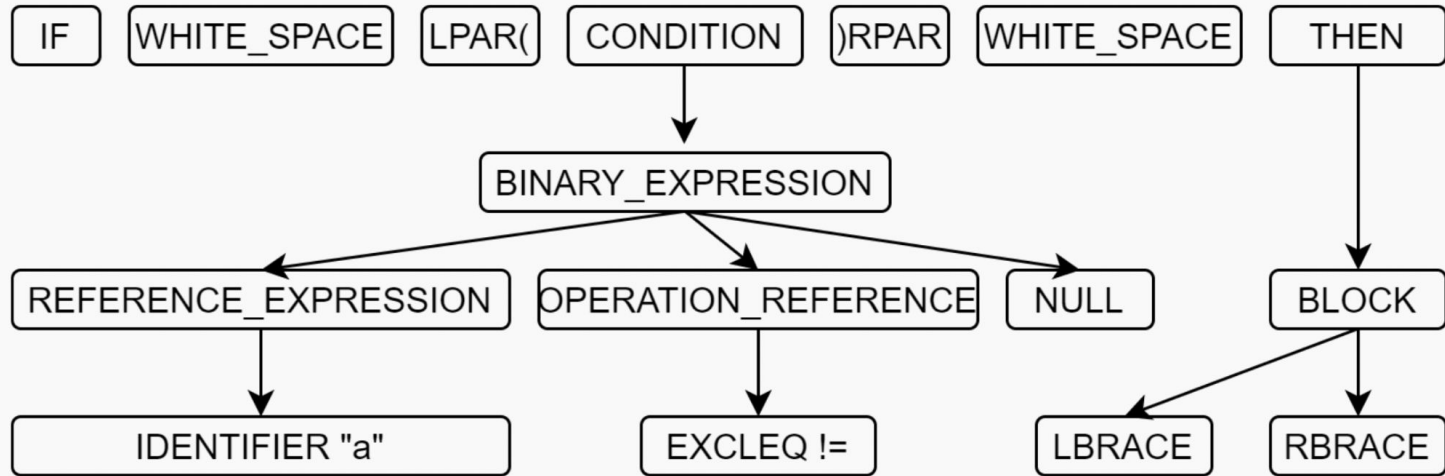 IF WHITE_SPACE LPAR( CONDITION )RPAR WHITE_SPACE THEN
BINARY_EXPRESSION
REFERENCE_EXPRESSION OPERATION_REFERENCE NULL BLOCK
IDENTIFIER "a" EXCLEQ != LBRACE RBRACE